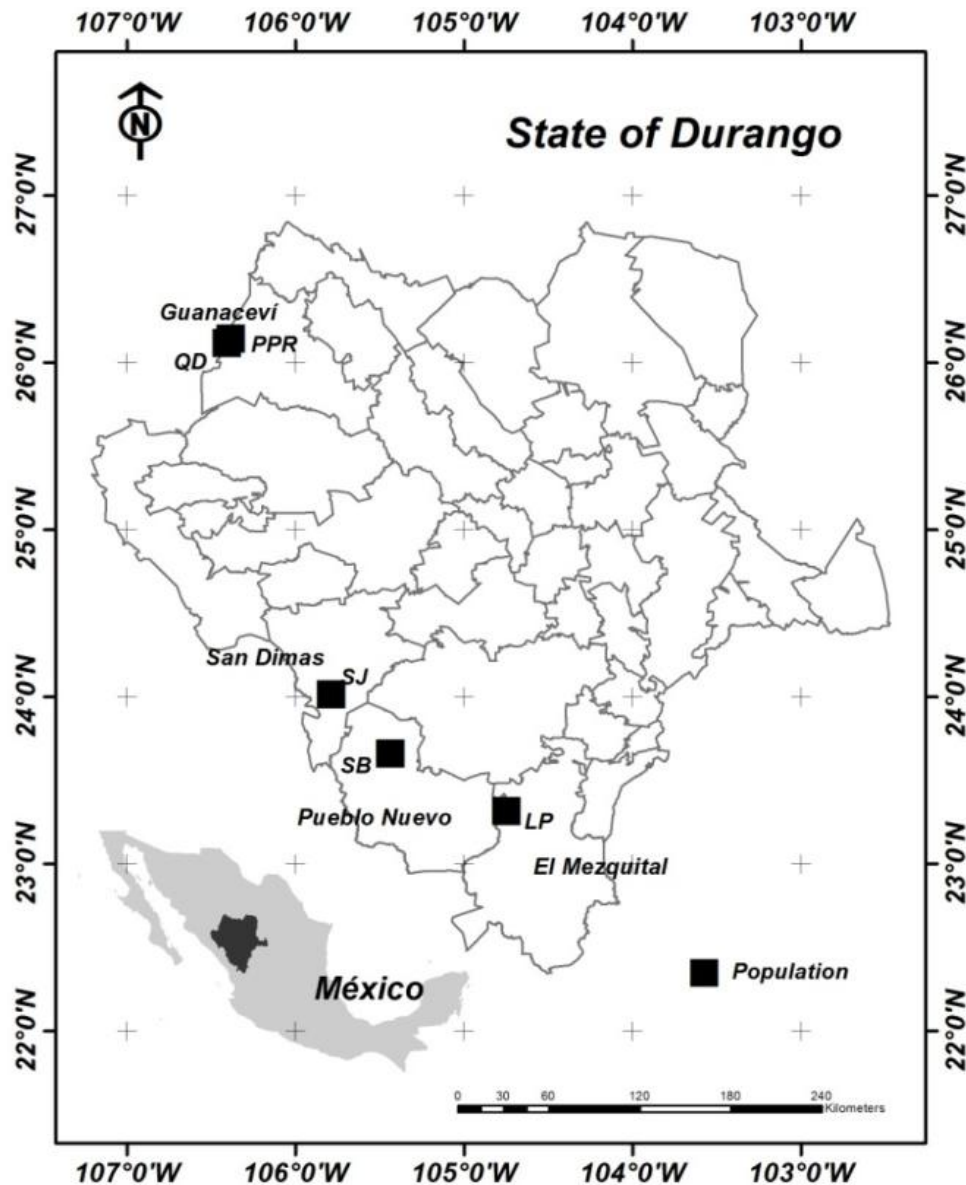 107°0'W 106°0'W 105°0'W 104°0'W 103°0'W
N
State of Durango
27°0'N 27°0'N
Guanaceví
QD PPR
26°0'N 26°0'N
25°0'N 25°0'N
San Dimas
SJ
24°0'N 24°0'N
SB
Pueblo Nuevo LP
23°0'N El Mezquital 23°0'N
México Population
22°0'N 22°0'N
0 30 60 120 180 240
Kilometers
107°0'W 106°0'W 105°0'W 104°0'W 103°0'W